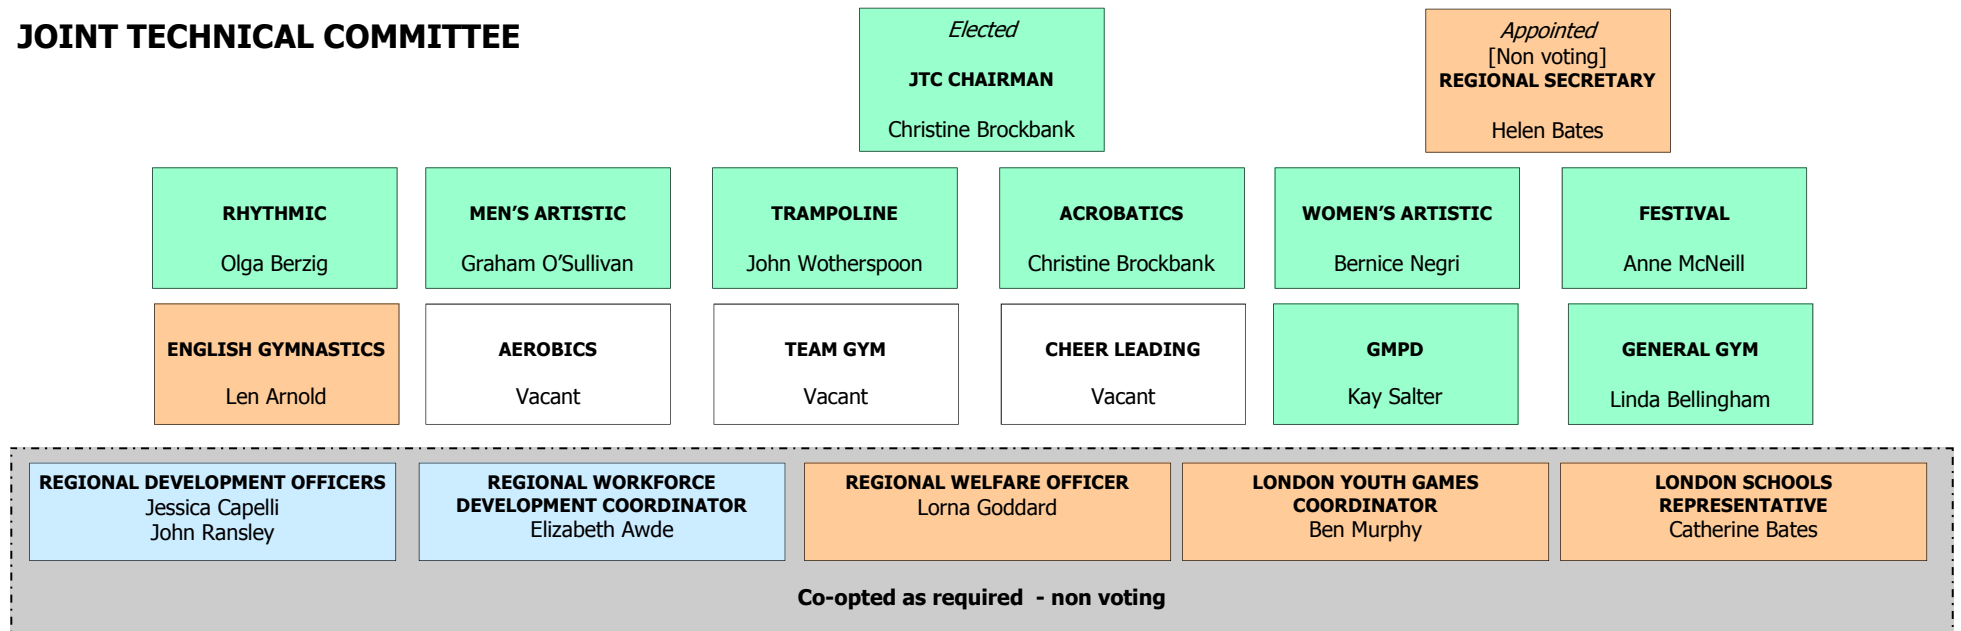 JOINT TECHNICAL COMMITTEE
Elected
JTC CHAIRMAN
Christine Brockbank
Appointed
[Non voting]
REGIONAL SECRETARY
Helen Bates
RHYTHMIC
Olga Berzig
MEN’S ARTISTIC
Graham O’Sullivan
TRAMPOLINE
John Wotherspoon
ACROBATICS
Christine Brockbank
WOMEN’S ARTISTIC
Bernice Negri
FESTIVAL
Anne McNeill
ENGLISH GYMNASTICS
Len Arnold
AEROBICS
Vacant
TEAM GYM
Vacant
CHEER LEADING
Vacant
GMPD
Kay Salter
GENERAL GYM
Linda Bellingham
REGIONAL DEVELOPMENT OFFICERS
Jessica Capelli
John Ransley
REGIONAL WORKFORCE
DEVELOPMENT COORDINATOR
Elizabeth Awde
REGIONAL WELFARE OFFICER
Lorna Goddard
LONDON YOUTH GAMES
COORDINATOR
Ben Murphy
LONDON SCHOOLS
REPRESENTATIVE
Catherine Bates
Co-opted as required - non voting